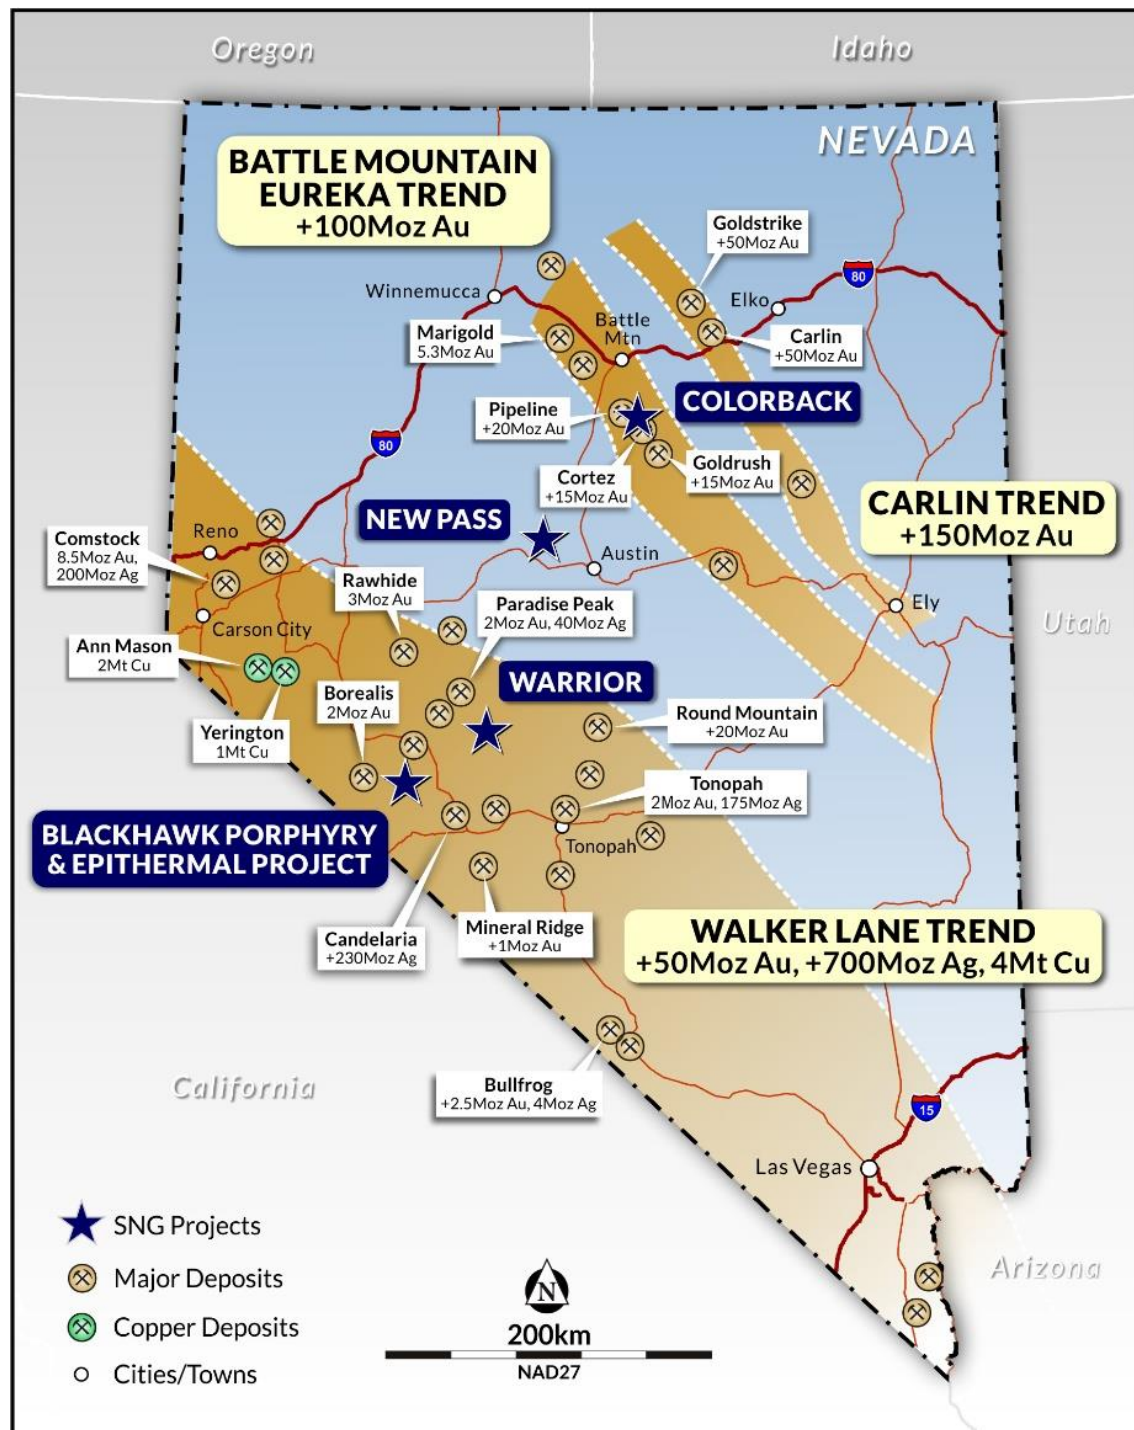 Oregon
Idaho
NEVADA
BATTLE MOUNTAIN
EUREKA TREND
+100Moz Au
Goldstrike
+50Moz Au
80
Winnemucca
Elko
Marigold
5.3Moz Au
Battle
Mtn
Carlin
+50Moz Au
COLORBACK
Pipeline
+20Moz Au
80
Goldrush
+15Moz Au
Cortez
+15Moz Au
CARLIN TREND
+150Moz Au
NEW PASS
Reno
Comstock
8.5Moz Au,
200Moz Ag
Austin
Rawhide
3Moz Au
Paradise Peak
2Moz Au, 40Moz Ag
Ely
Utah
Carson City
Ann Mason
2Mt Cu
WARRIOR
Borealis
2Moz Au
Round Mountain
+20Moz Au
Yerington
1Mt Cu
Tonopah
2Moz Au, 175Moz Ag
BLACKHAWK PORPHYRY
& EPITHERMAL PROJECT
Tonopah
Candelaria
+230Moz Ag
Mineral Ridge
+1Moz Au
WALKER LANE TREND
+50Moz Au, +700Moz Ag, 4Mt Cu
California
Bullfrog
+2.5Moz Au, 4Moz Ag
15
Las Vegas
Arizona
SNG Projects
Major Deposits
Copper Deposits
Cities/Towns
N
200km
NAD27